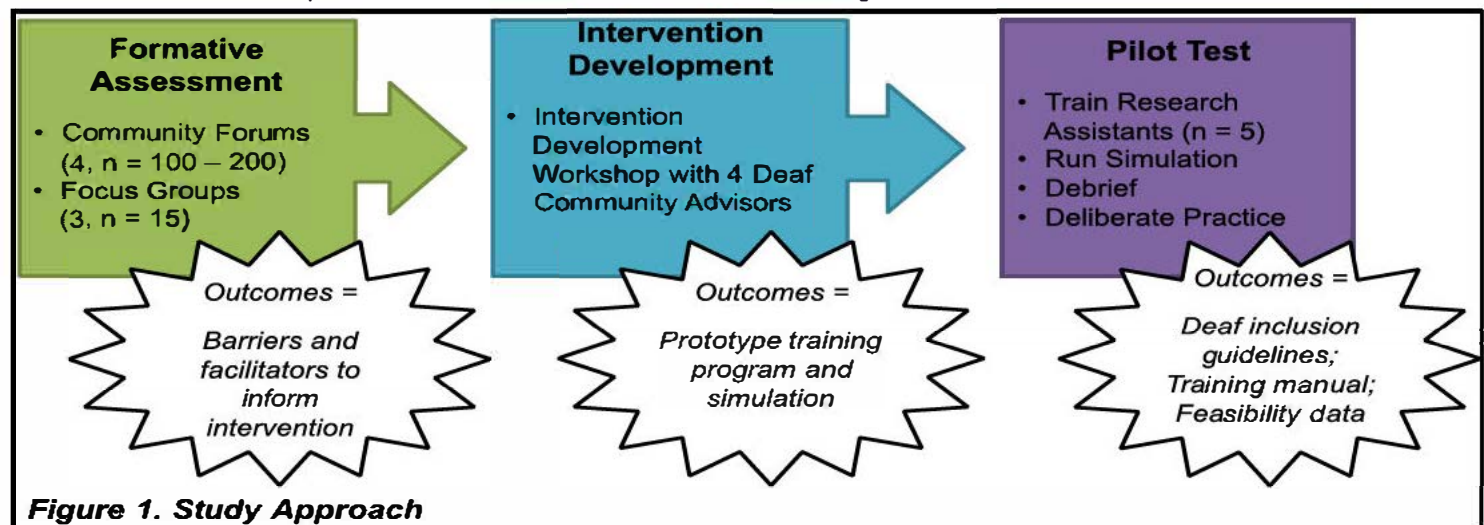 Formative
Assessment
• Community Forums
(4, n = 100 – 200)
• Focus Groups
(3, n = 15)
Outcomes =
Barriers and
facilitators to
inform
intervention
Intervention
Development
• Intervention
Development
Workshop with 4 Deaf
Community Advisors
Outcomes =
Prototype training
program and
simulation
Pilot Test
• Train Research
Assistants (n = 5)
• Run Simulation
• Debrief
• Deliberate Practice
Outcomes =
Deaf inclusion
guidelines;
Training manual;
Feasibility data
Figure 1. Study Approach